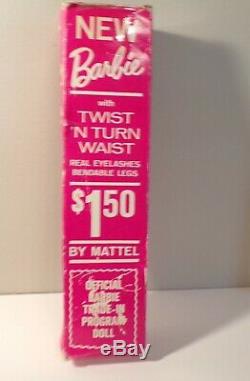 NEW
Barbie
with
TWIST
'N TURN
WAIST
REAL EYELASHES
BENDABLE LEGS
$1.50
BY MATTEL
OFFICIAL
BARBIE
TRADE-IN
PROGRAM
DOLL